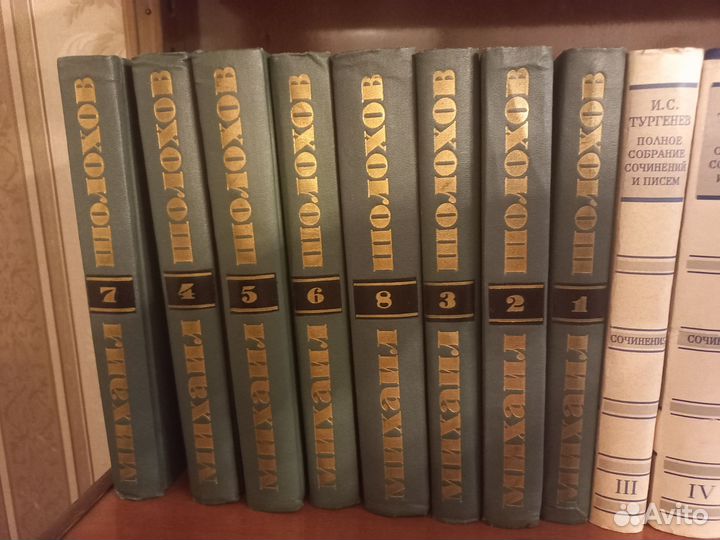 Михаил 7 Шолохов
Михаил 4 Шолохов
Михаил 5 Шолохов
Михаил 6 Шолохов
Михаил 8 Шолохов
Михаил 3 Шолохов
Михаил 2 Шолохов
Михаил 1 Шолохов
И.С.
ТУРГЕНЕВ
ПОЛНОЕ
СОБРАНИЕ
СОЧИНЕНИЙ
И ПИСЕМ
СОЧИНЕНИЯ
III
IV
Avito